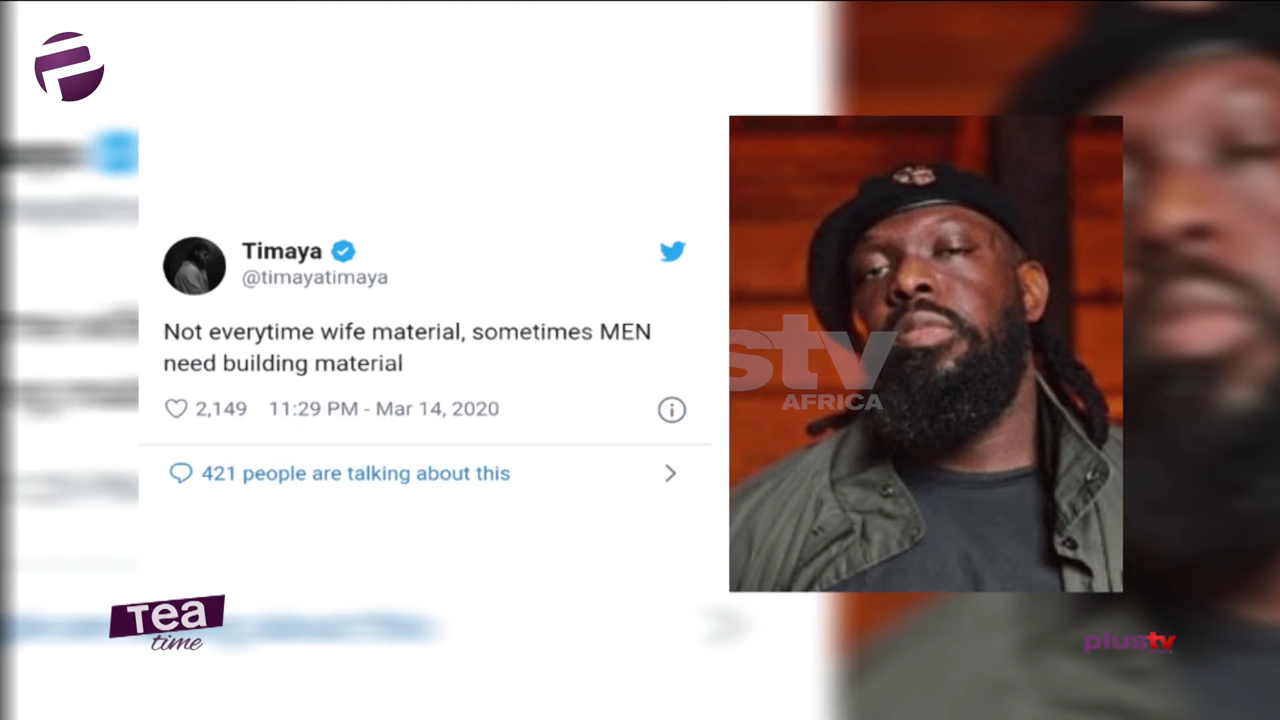 Timaya
@timayatimaya
Not everytime wife material, sometimes MEN
need building material
2,149 11:29 PM - Mar 14, 2020
421 people are talking about this
stv
AFRICA
Tea
time
plustv